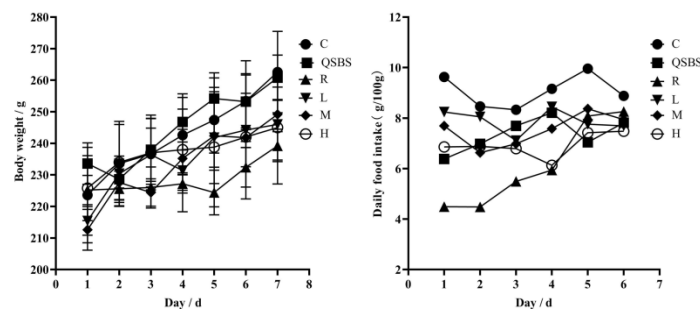 280
270
260
250
240
230
220
210
200
Body weight / g
0 1 2 3 4 5 6 7 8
Day / d
C
QSBS
R
L
M
H
12
10
8
6
4
2
Daily food intake ( g/100g)
0 1 2 3 4 5 6 7
Day / d
C
QSBS
R
L
M
H